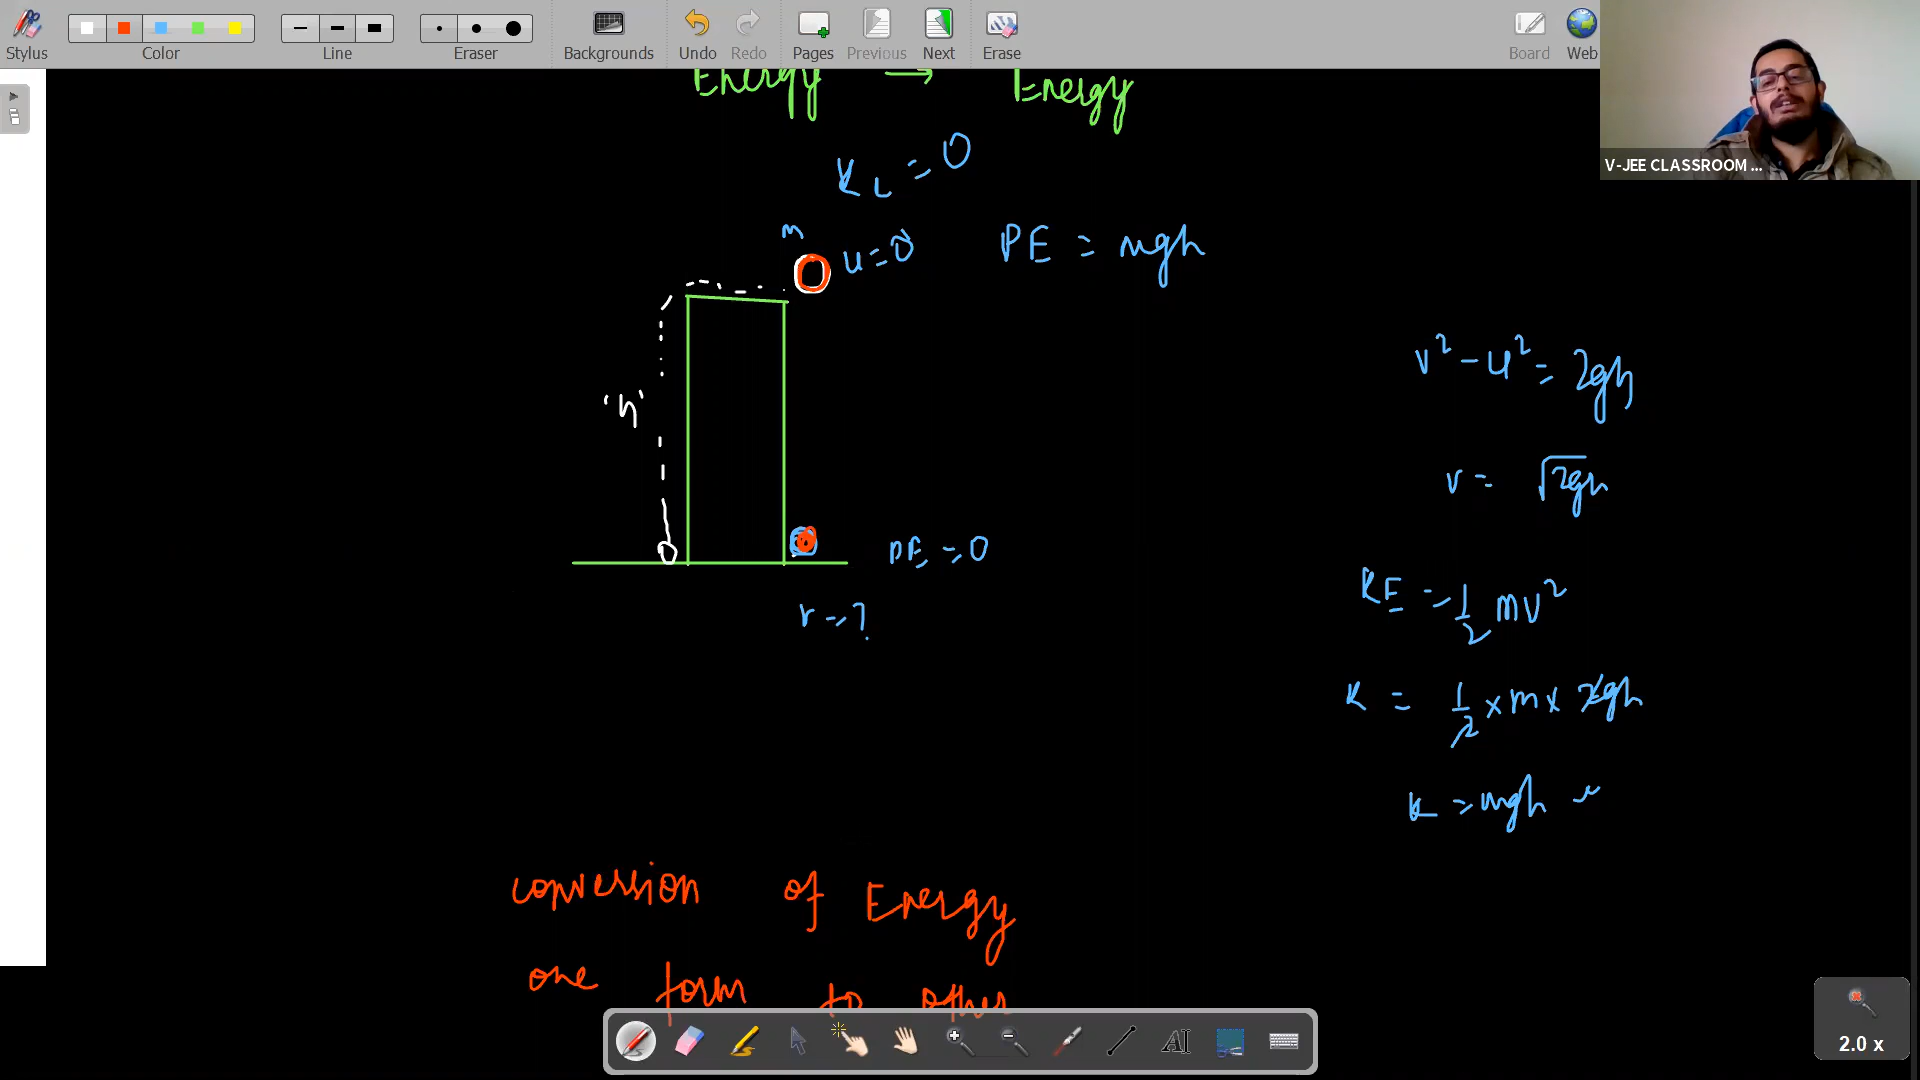 Stylus Color Line Eraser Backgrounds Undo Redo Pages Previous Next Erase Board Web
V-JEE CLASSROOM ...
Energy → Energy
K i = 0
m
u = 0 PE = mgh
'h'
PE = 0
v = ?
v² - u² = 2gh
v = √2gh
KE = 1/2 mv²
K = 1/2 × m × 2gh
K = mgh
conversion of Energy
one form to other
AI
2.0 x